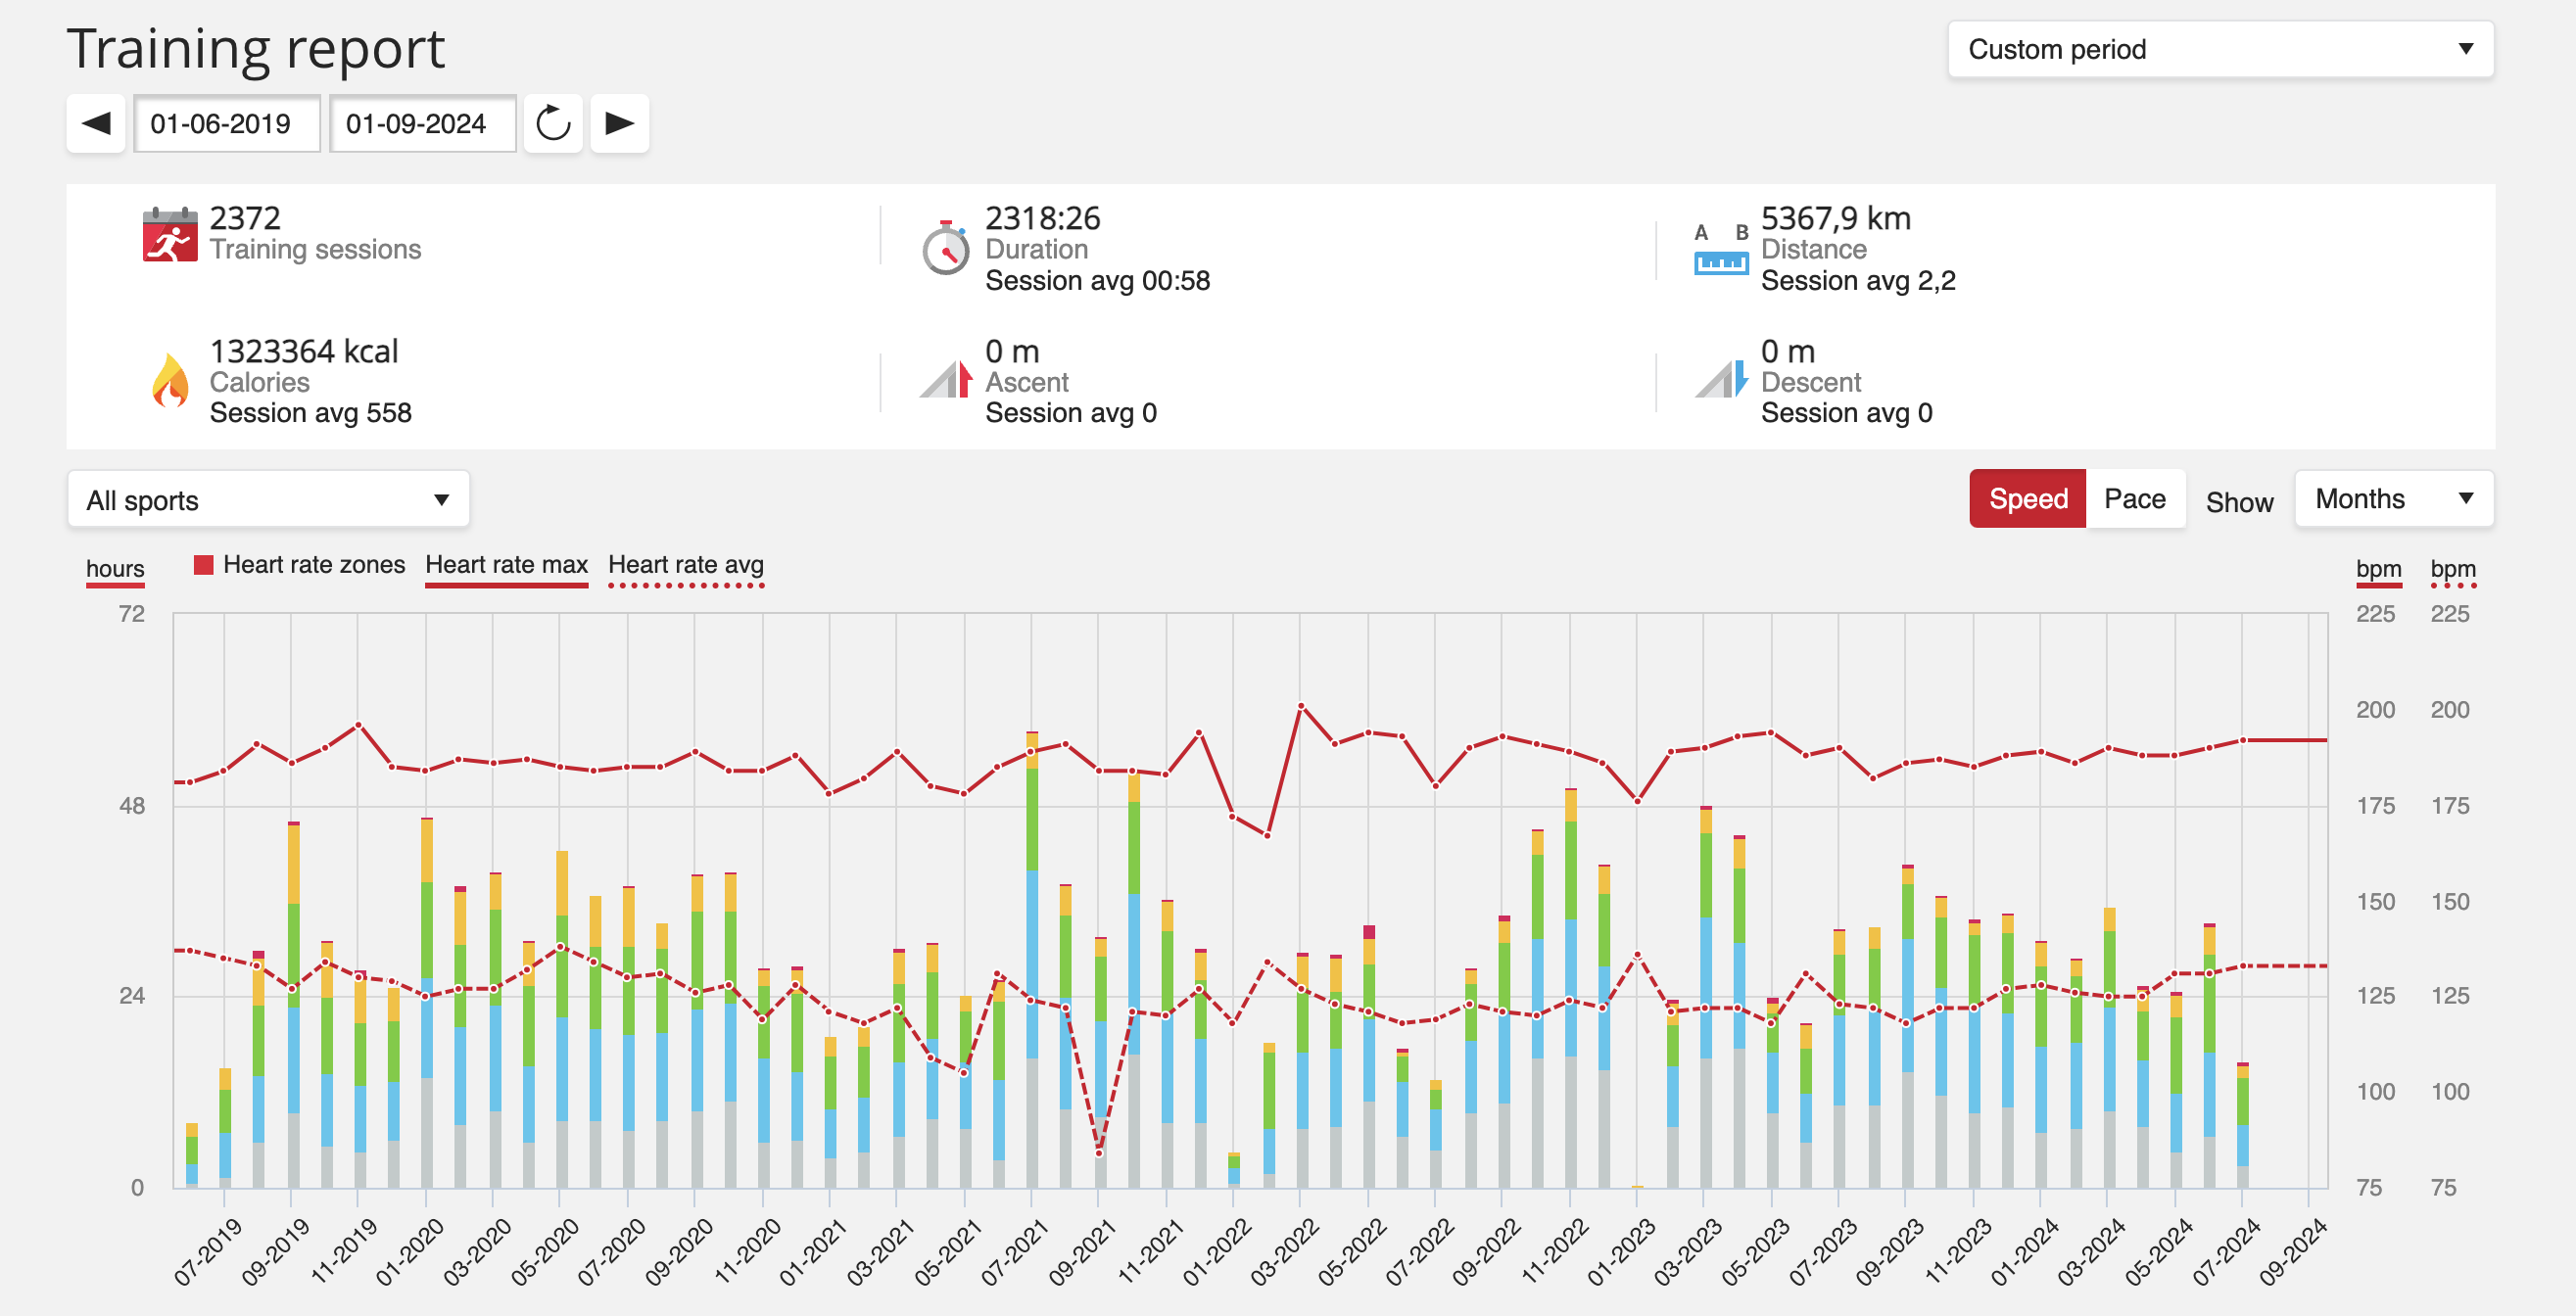 Training report
Custom period
01-06-2019 01-09-2024
2372
Training sessions
2318:26
Duration
Session avg 00:58
A B
5367,9 km
Distance
Session avg 2,2
1323364 kcal
Calories
Session avg 558
0 m
Ascent
Session avg 0
0 m
Descent
Session avg 0
All sports
Speed Pace Show Months
hours Heart rate zones Heart rate max Heart rate avg bpm bpm
72 225 225
200 200
48 175 175
150 150
24 125 125
100 100
0 75 75
07-2019 09-2019 11-2019 01-2020 03-2020 05-2020 07-2020 09-2020 11-2020 01-2021 03-2021 05-2021 07-2021 09-2021 11-2021 01-2022 03-2022 05-2022 07-2022 09-2022 11-2022 01-2023 03-2023 05-2023 07-2023 09-2023 11-2023 01-2024 03-2024 05-2024 07-2024 09-2024